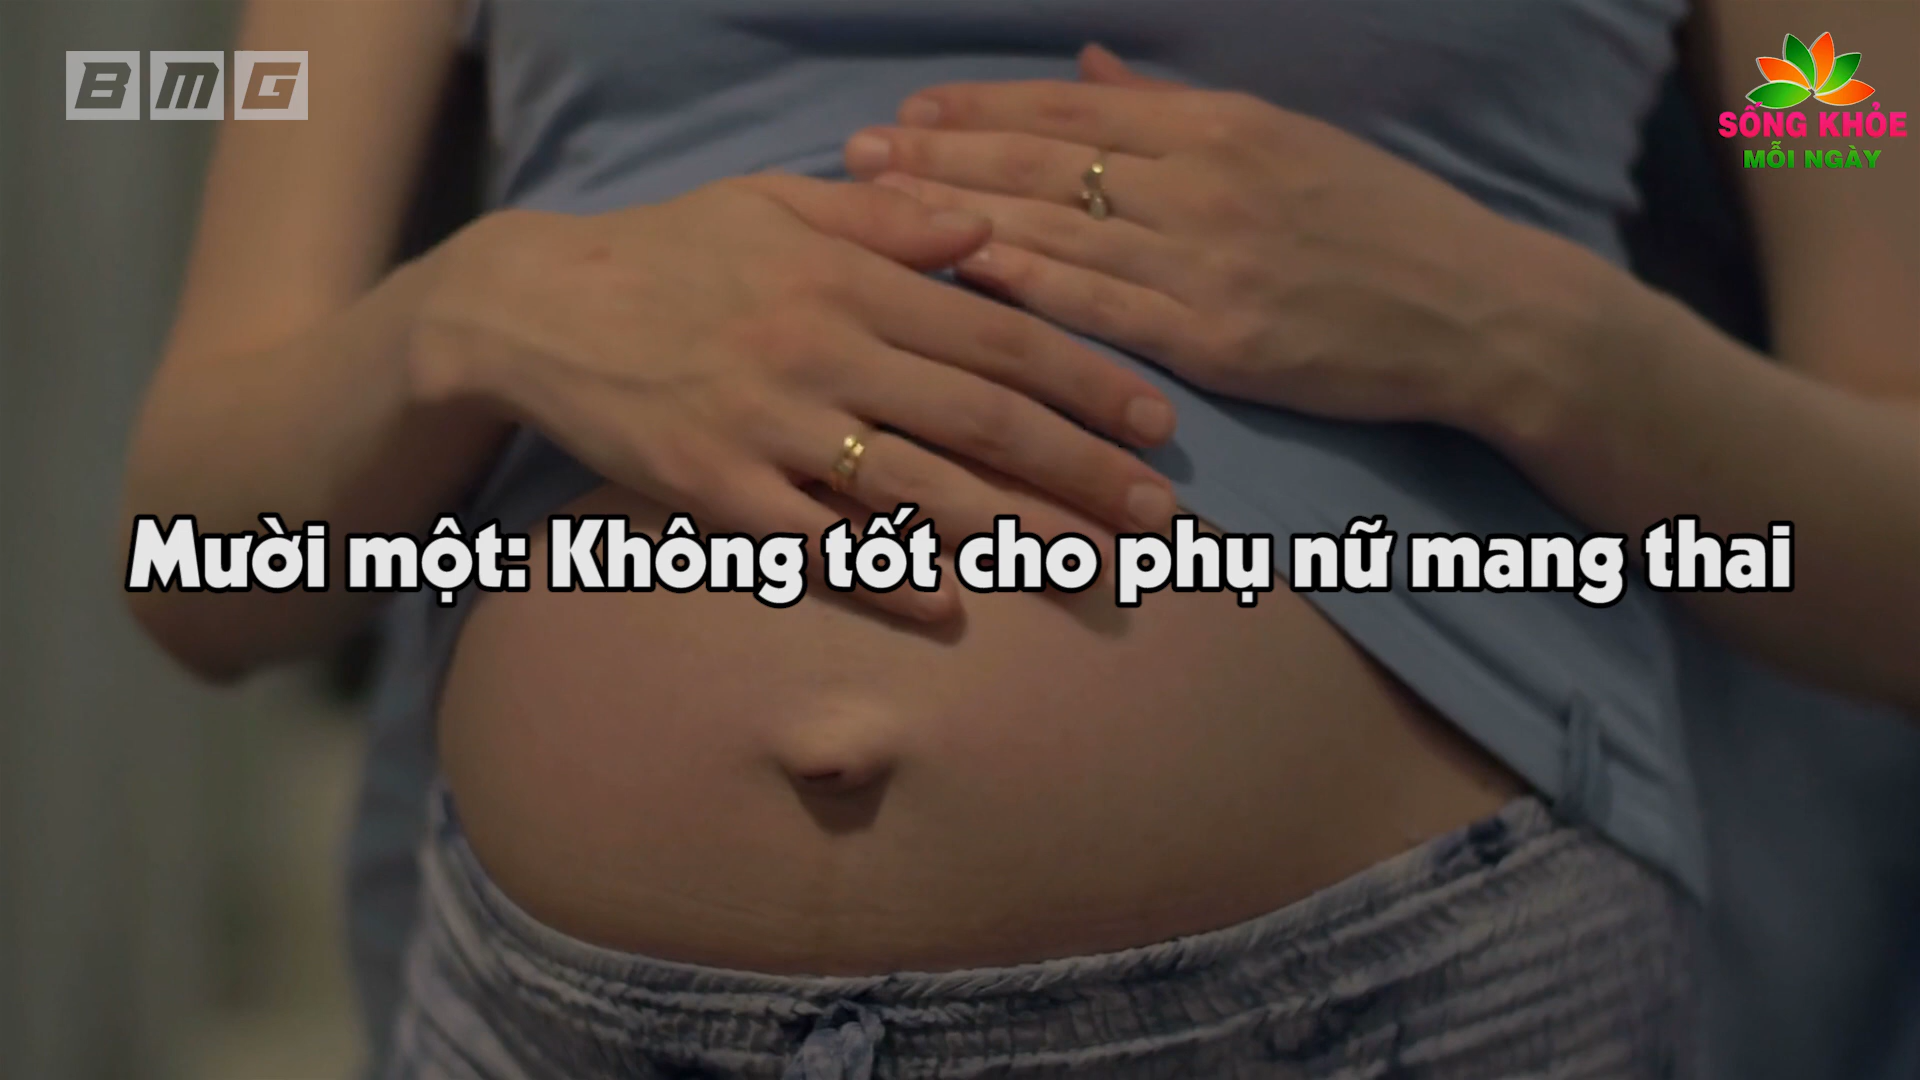 BMG
SỐNG KHỎE
MỖI NGÀY
Mười một: Không tốt cho phụ nữ mang thai